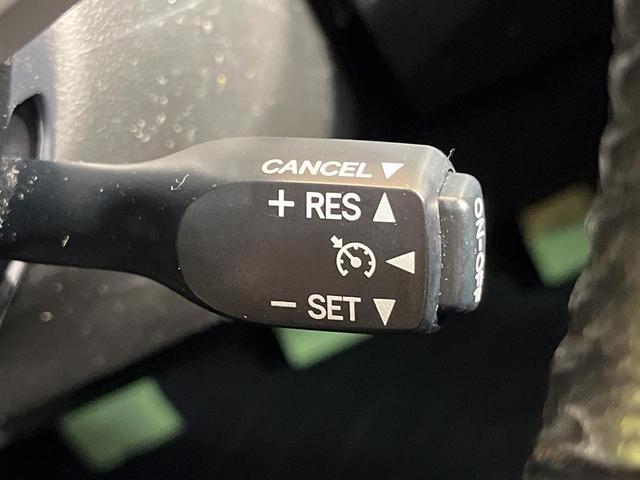 CANCEL
+ RES
- SET
ON-OFF